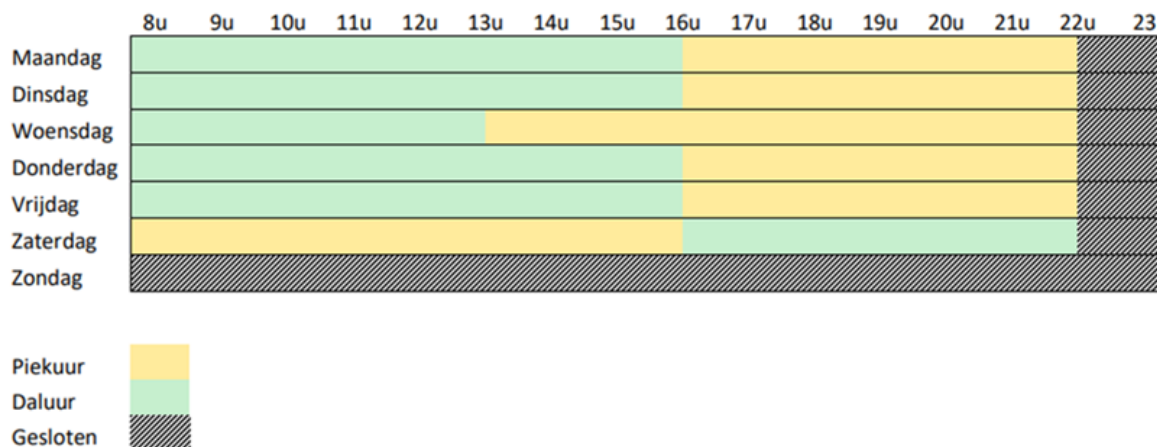 8u 9u 10u 11u 12u 13u 14u 15u 16u 17u 18u 19u 20u 21u 22u 23
Maandag
Dinsdag
Woensdag
Donderdag
Vrijdag
Zaterdag
Zondag
Piekuur
Daluur
Gesloten